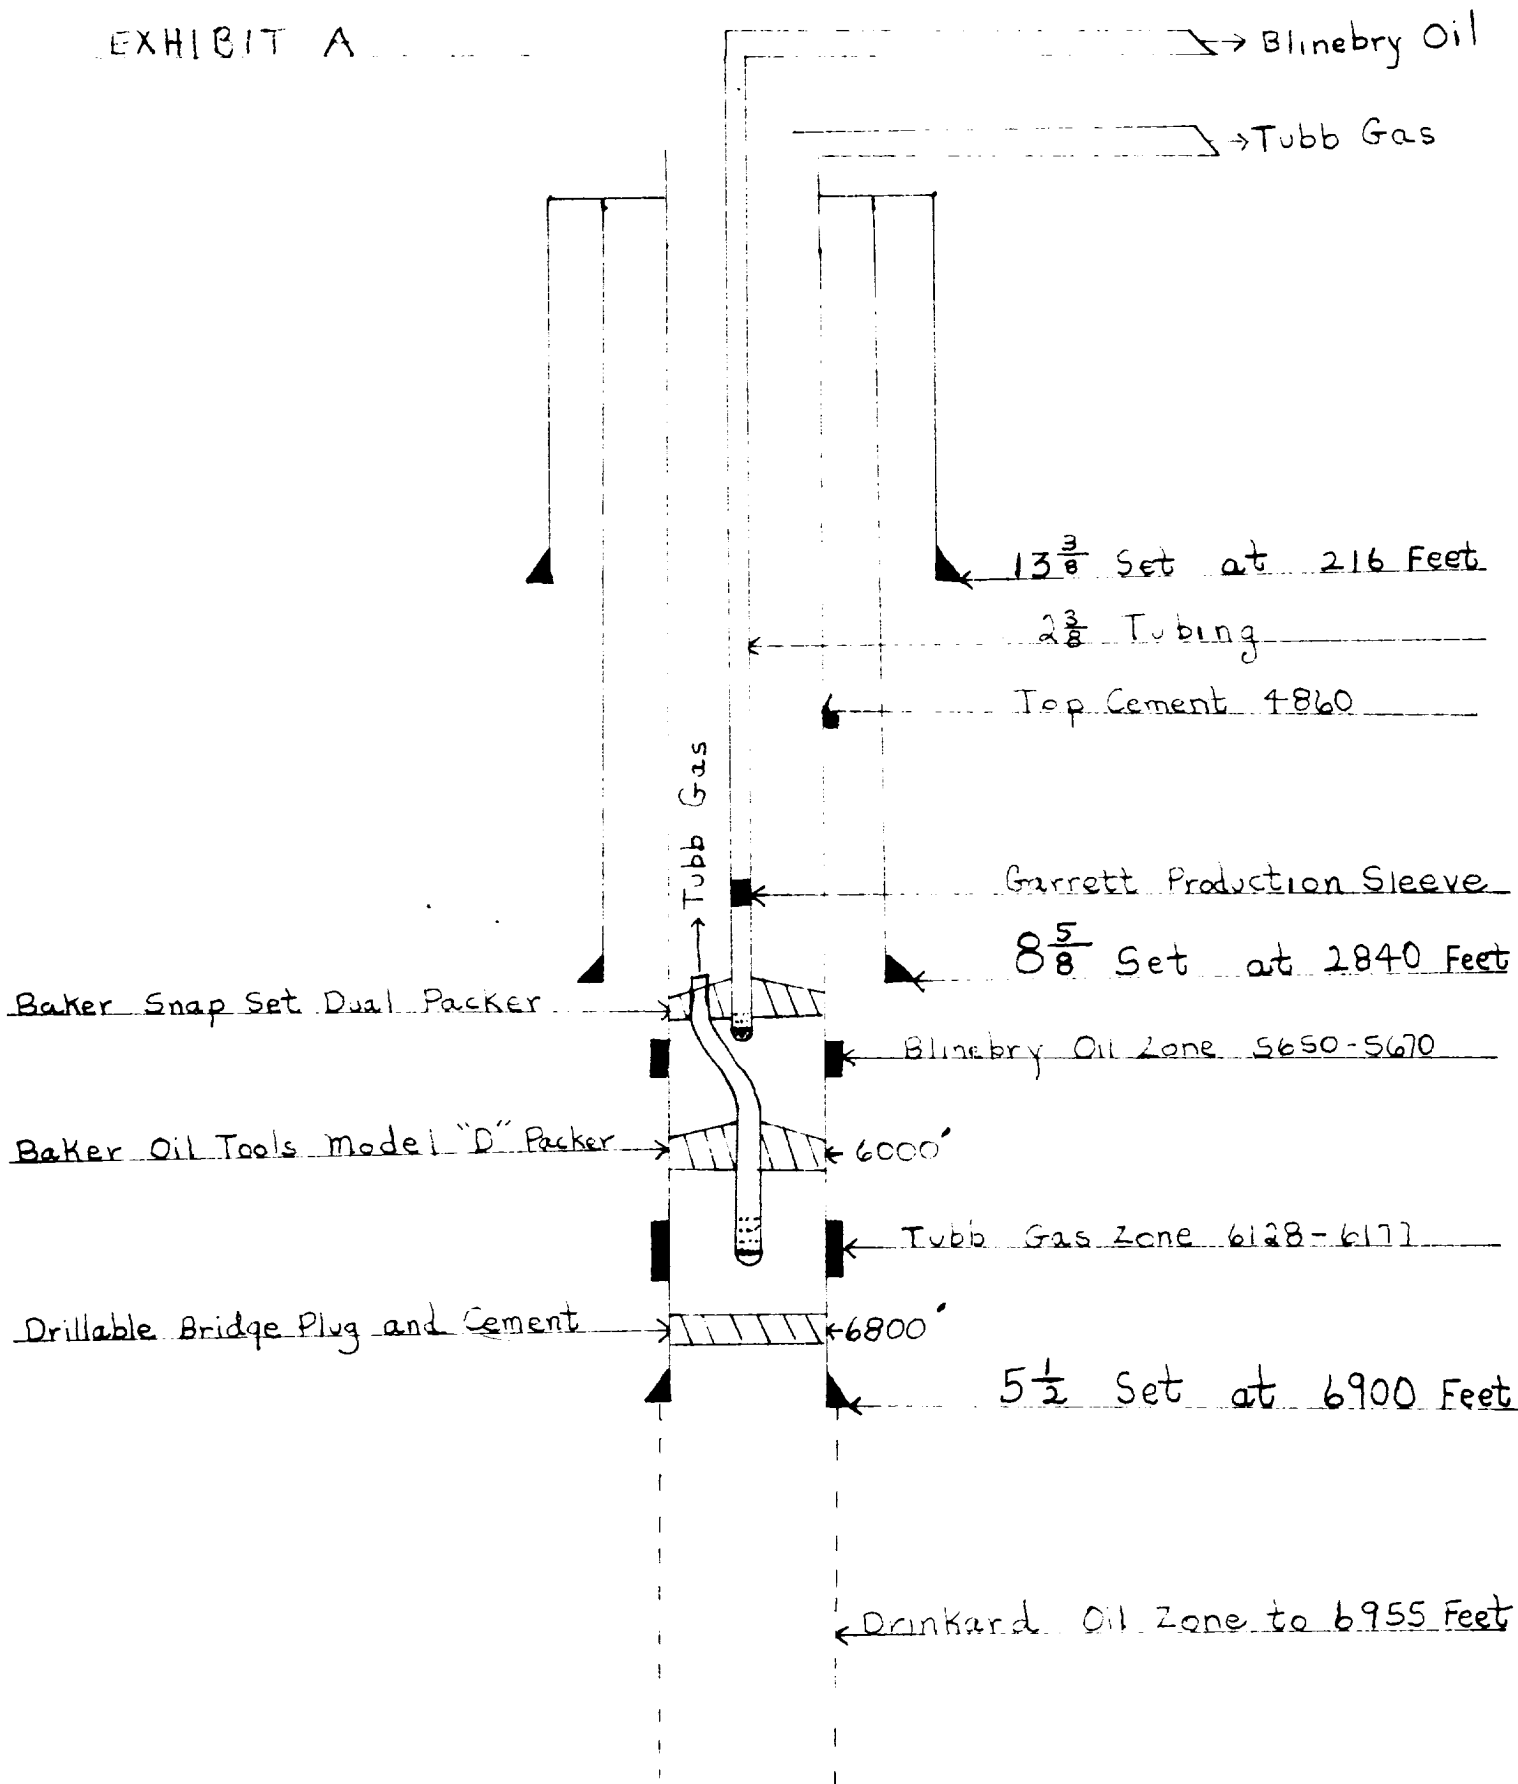 EXHIBIT A
→ Blinebry Oil
→ Tubb Gas
13 3/8 Set at 216 Feet
2 3/8 Tubing
Top Cement 4860
→ Tubb Gas
Garrett Production Sleeve
8 5/8 Set at 2840 Feet
Baker Snap Set Dual Packer
Blinebry Oil Zone 5650-5670
Baker Oil Tools Model "D" Packer
6000'
Tubb Gas Zone 6128-6177
Drillable Bridge Plug and Cement
6800'
5 1/2 Set at 6900 Feet
Drinkard Oil Zone to 6955 Feet